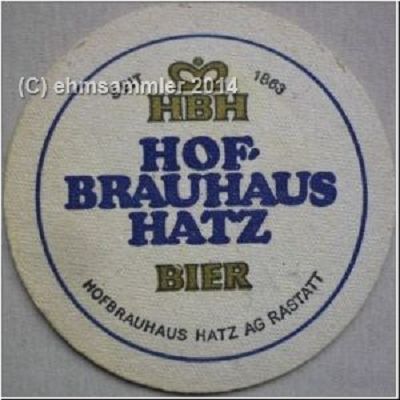 (C) ehmsammler 2014
SEIT 1863
HBH
HOF-
BRAUHAUS
HATZ
BIER
HOFBRAUHAUS HATZ AG RASTATT